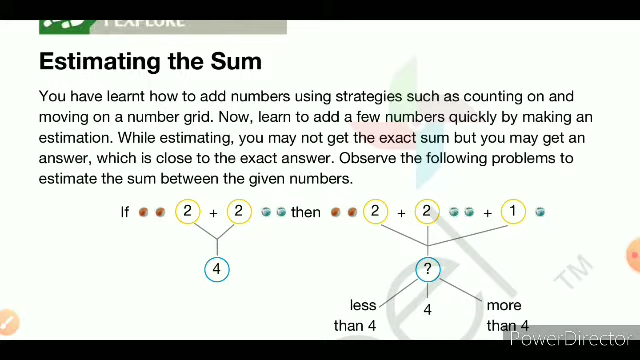 I EXPLORE
Estimating the Sum
You have learnt how to add numbers using strategies such as counting on and
moving on a number grid. Now, learn to add a few numbers quickly by making an
estimation. While estimating, you may not get the exact sum but you may get an
answer, which is close to the exact answer. Observe the following problems to
estimate the sum between the given numbers.
If 2 + 2 then 2 + 2 + 1
4 ?
less 4 more
than 4 than 4
TM
PowerDirector